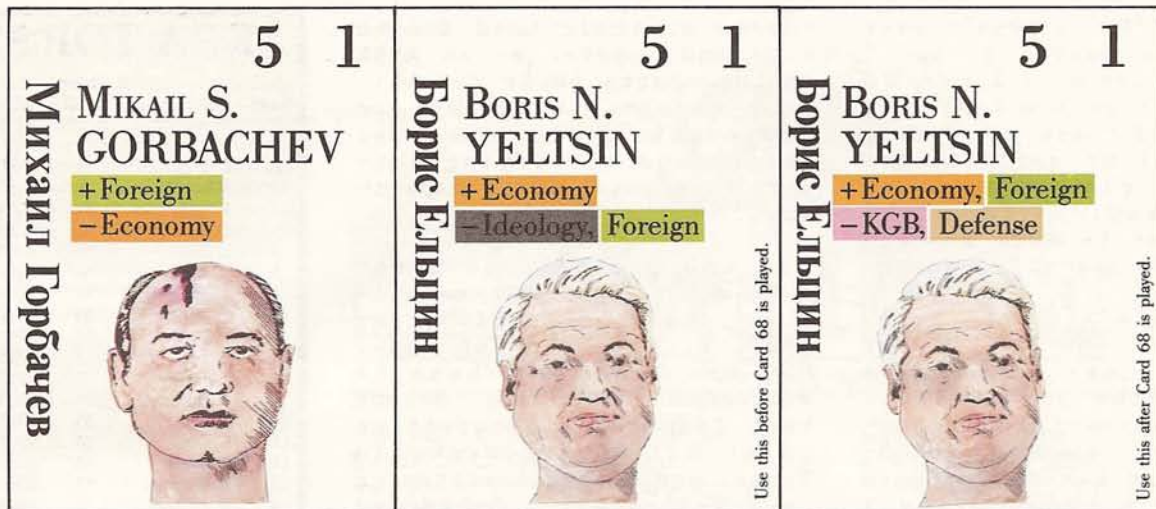 5 1
Михаил Горбачев
MIKAIL S.
GORBACHEV
+Foreign
−Economy
5 1
Борис Ельцин
BORIS N.
YELTSIN
+Economy
−Ideology, Foreign
Use this before Card 68 is played.
5 1
Борис Ельцин
BORIS N.
YELTSIN
+Economy, Foreign
−KGB, Defense
Use this after Card 68 is played.